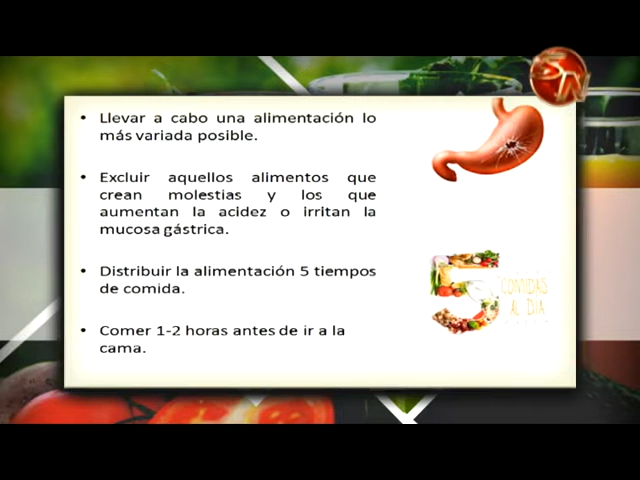 • Llevar a cabo una alimentación lo
más variada posible.
• Excluir aquellos alimentos que
crean molestias y los que
aumentan la acidez o irritan la
mucosa gástrica.
• Distribuir la alimentación 5 tiempos
de comida.
• Comer 1-2 horas antes de ir a la
cama.
5
COMIDAS
AL DIA